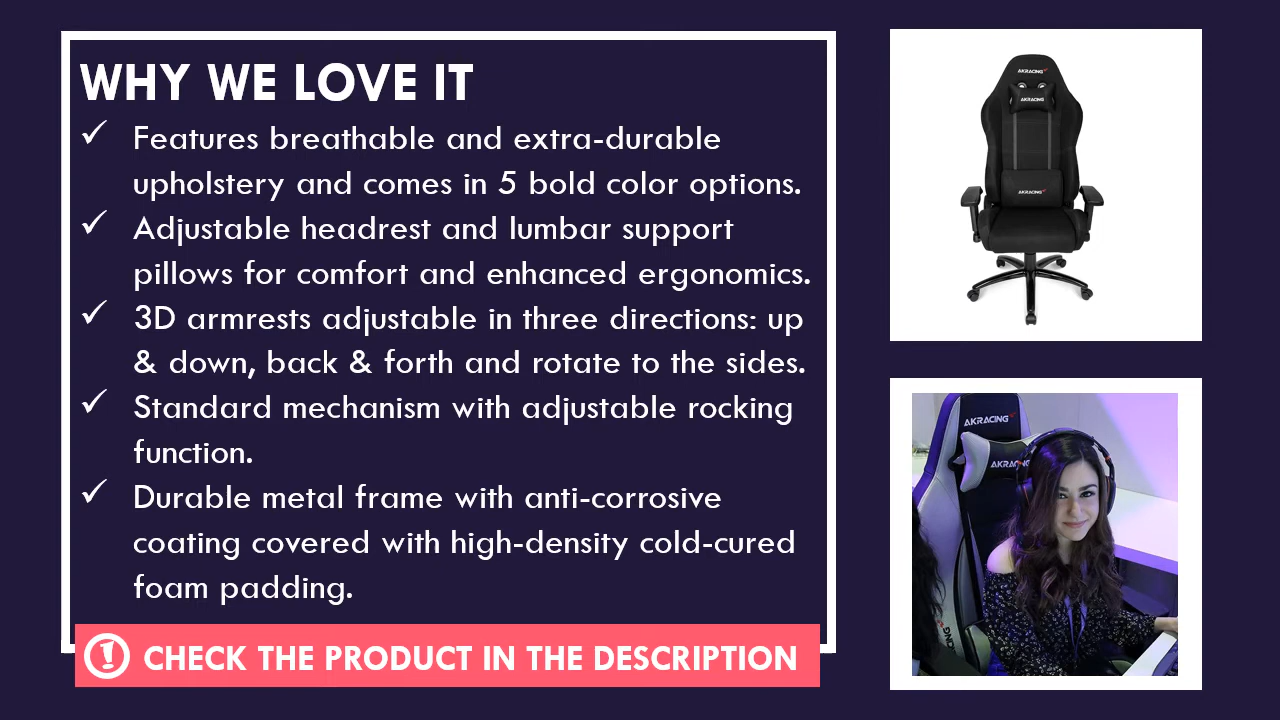 WHY WE LOVE IT
✓ Features breathable and extra-durable
upholstery and comes in 5 bold color options.
✓ Adjustable headrest and lumbar support
pillows for comfort and enhanced ergonomics.
✓ 3D armrests adjustable in three directions: up
& down, back & forth and rotate to the sides.
✓ Standard mechanism with adjustable rocking
function.
✓ Durable metal frame with anti-corrosive
coating covered with high-density cold-cured
foam padding.
CHECK THE PRODUCT IN THE DESCRIPTION
AKRACING
AKRACING
AKRACING
AKRACING
AKRACING